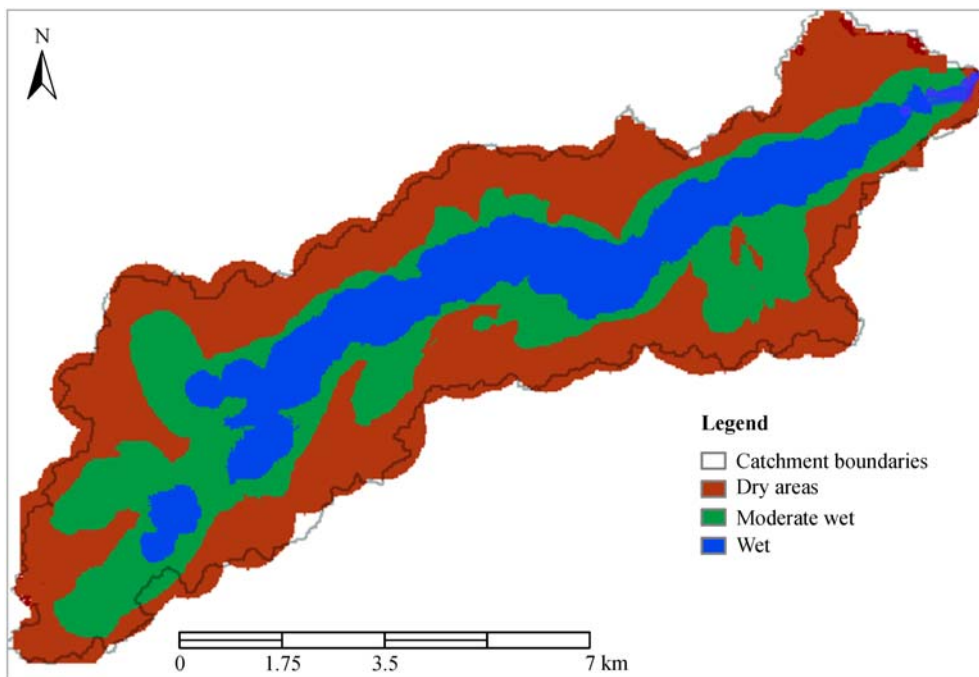 N
Legend
Catchment boundaries
Dry areas
Moderate wet
Wet
0 1.75 3.5 7 km